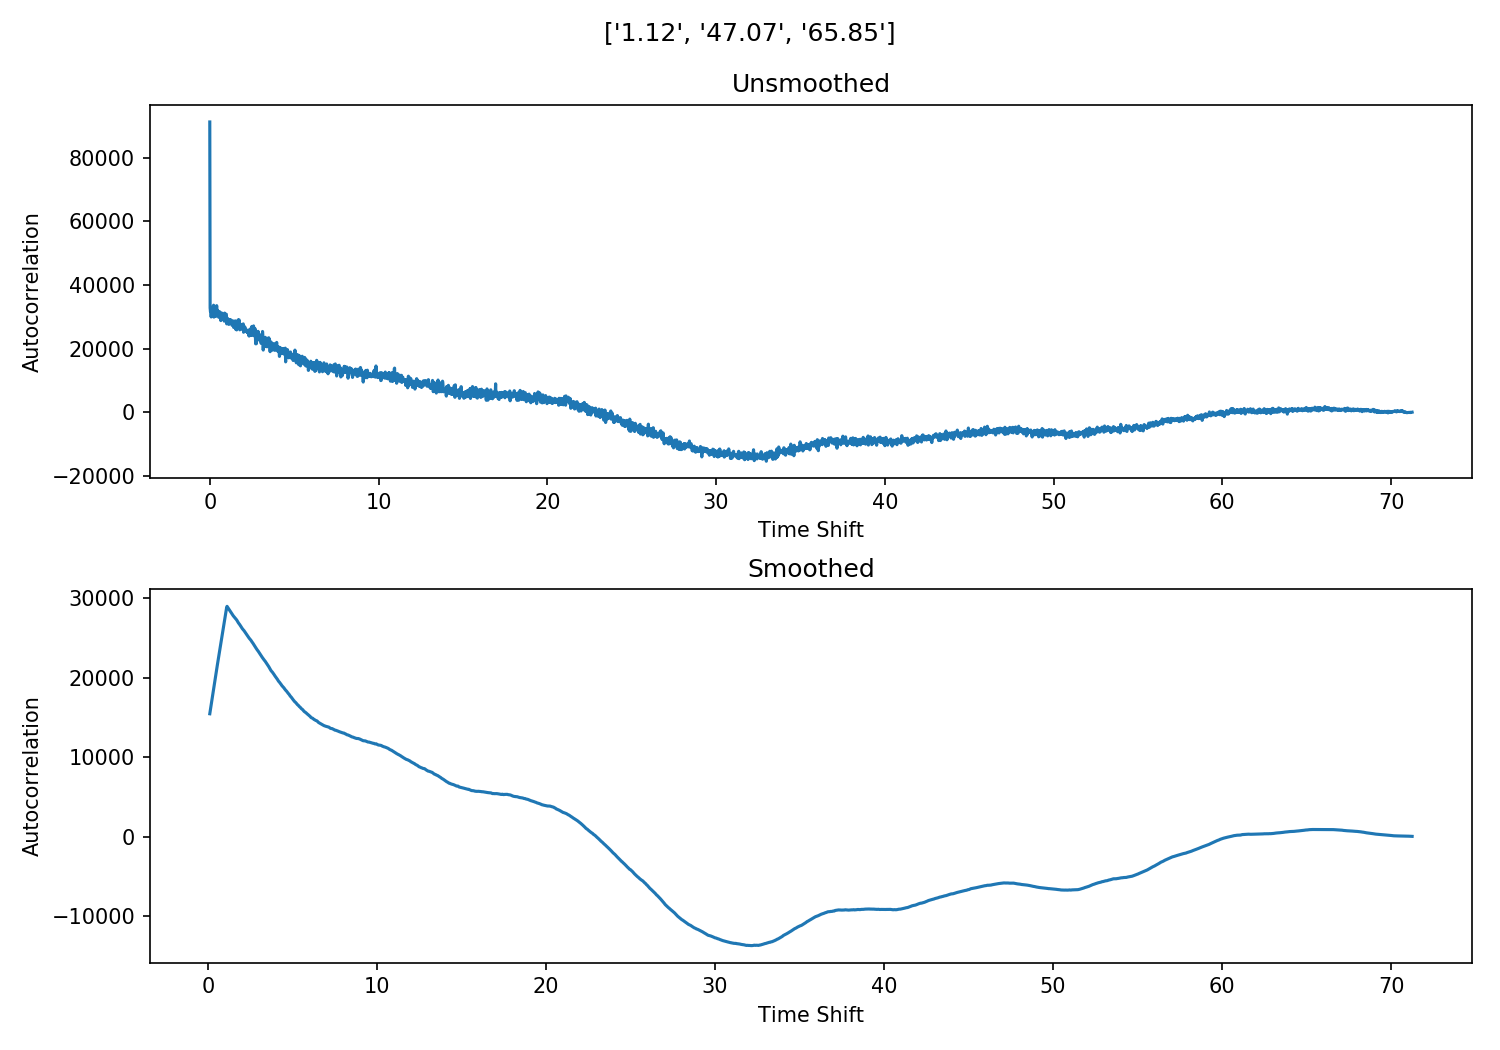 ['1.12', '47.07', '65.85']
Unsmoothed
Autocorrelation
80000
60000
40000
20000
0
−20000
0 10 20 30 40 50 60 70
Time Shift
Smoothed
Autocorrelation
30000
20000
10000
0
−10000
0 10 20 30 40 50 60 70
Time Shift